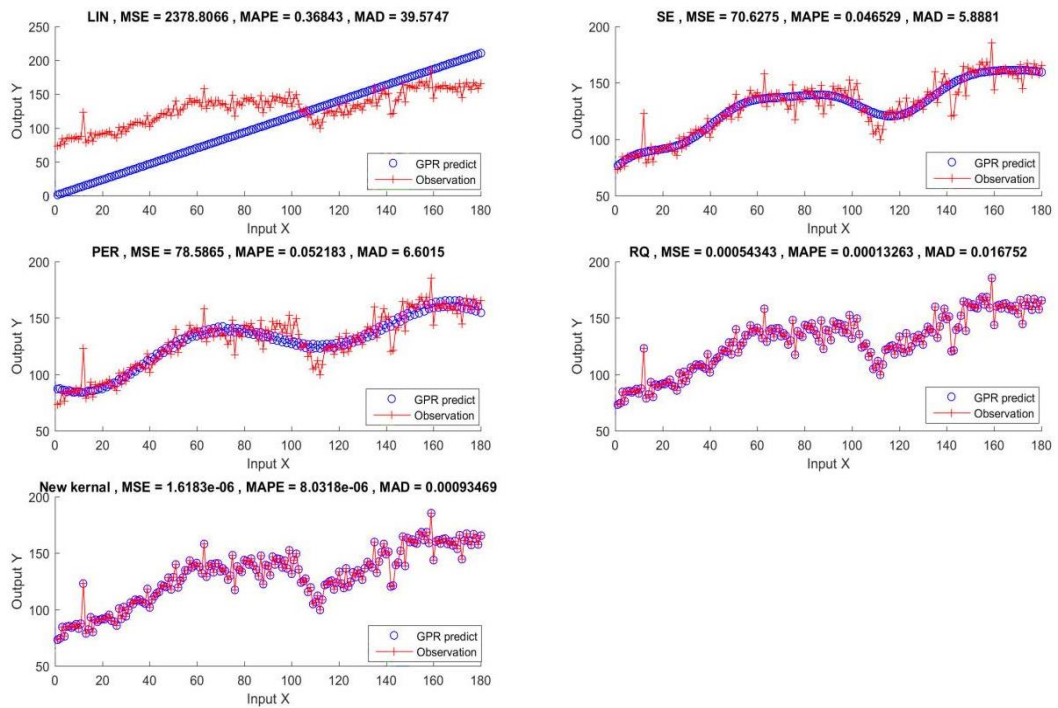 LIN , MSE = 2378.8066 , MAPE = 0.36843 , MAD = 39.5747
250
200
150
100
50
0
Output Y
GPR predict
Observation
0 20 40 60 80 100 120 140 160 180
Input X
SE , MSE = 70.6275 , MAPE = 0.046529 , MAD = 5.8881
200
150
100
50
Output Y
GPR predict
Observation
0 20 40 60 80 100 120 140 160 180
Input X
PER , MSE = 78.5865 , MAPE = 0.052183 , MAD = 6.6015
200
150
100
50
Output Y
GPR predict
Observation
0 20 40 60 80 100 120 140 160 180
Input X
RQ , MSE = 0.00054343 , MAPE = 0.00013263 , MAD = 0.016752
200
150
100
50
Output Y
GPR predict
Observation
0 20 40 60 80 100 120 140 160 180
Input X
New kernal , MSE = 1.6183e-06 , MAPE = 8.0318e-06 , MAD = 0.00093469
200
150
100
50
Output Y
GPR predict
Observation
0 20 40 60 80 100 120 140 160 180
Input X